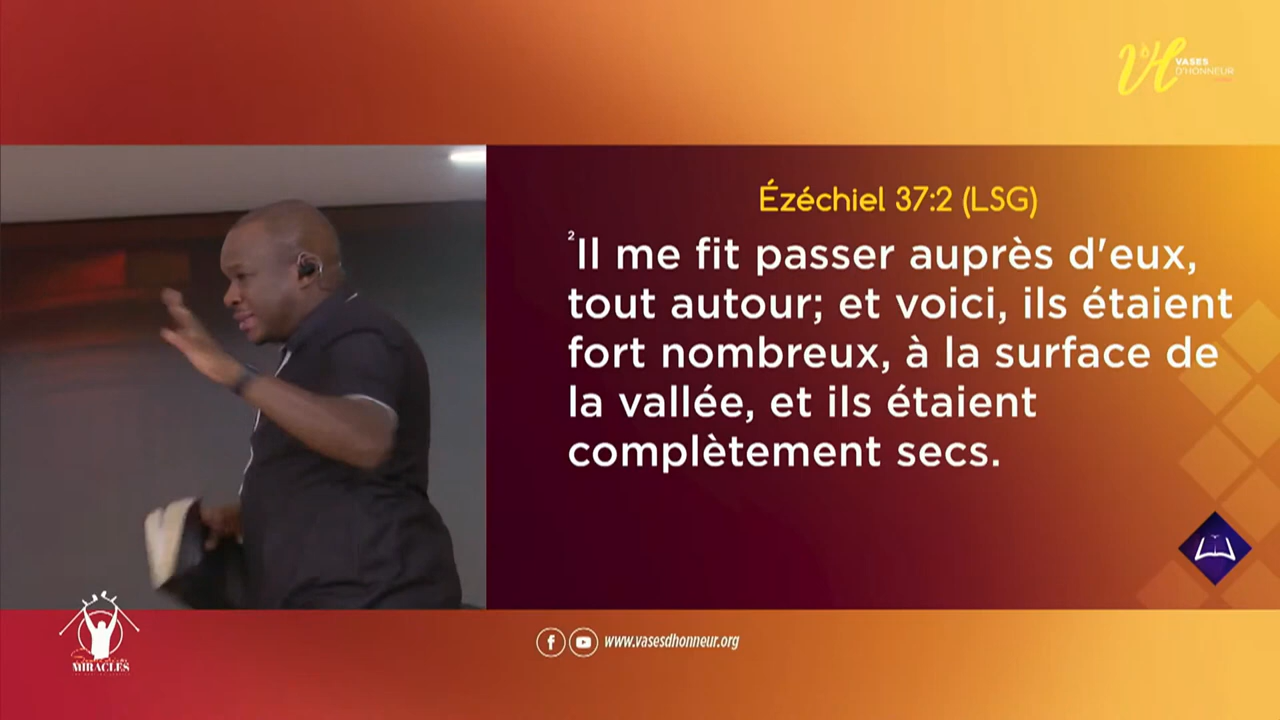 VASES
D'HONNEUR
Ézéchiel 37:2 (LSG)
²Il me fit passer auprès d'eux,
tout autour; et voici, ils étaient
fort nombreux, à la surface de
la vallée, et ils étaient
complètement secs.
www.vasesdhonneur.org
MIRACLES